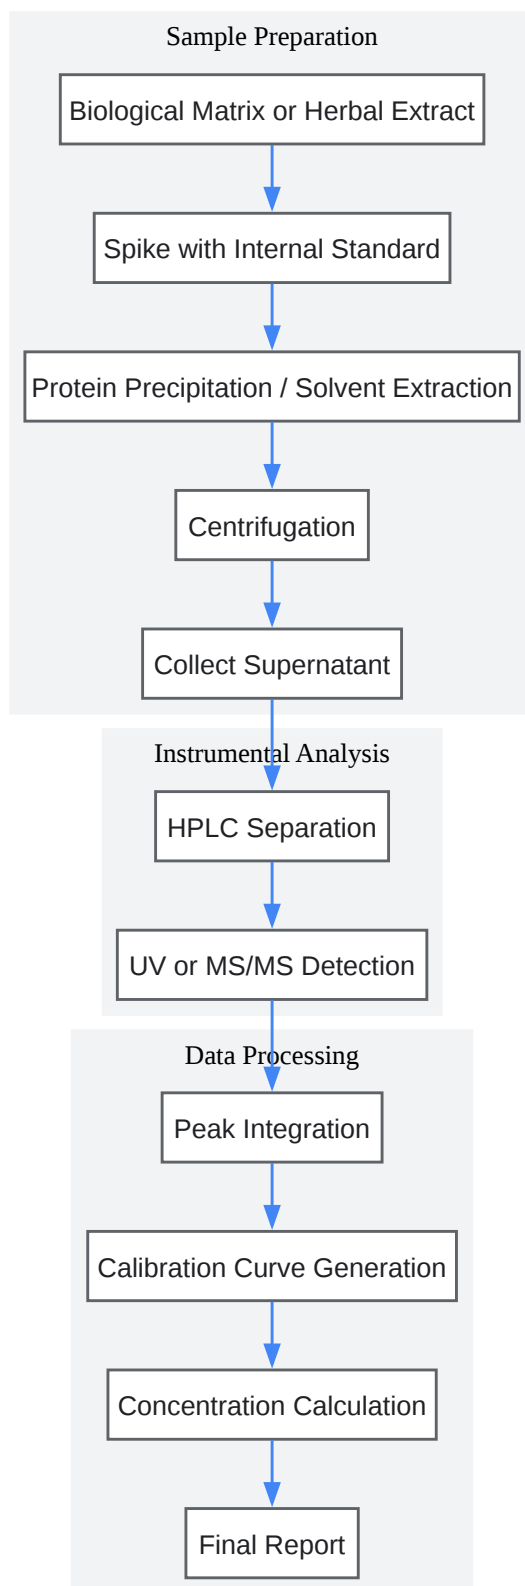 Sample Preparation
Biological Matrix or Herbal Extract
Spike with Internal Standard
Protein Precipitation / Solvent Extraction
Centrifugation
Collect Supernatant
Instrumental Analysis
HPLC Separation
UV or MS/MS Detection
Data Processing
Peak Integration
Calibration Curve Generation
Concentration Calculation
Final Report